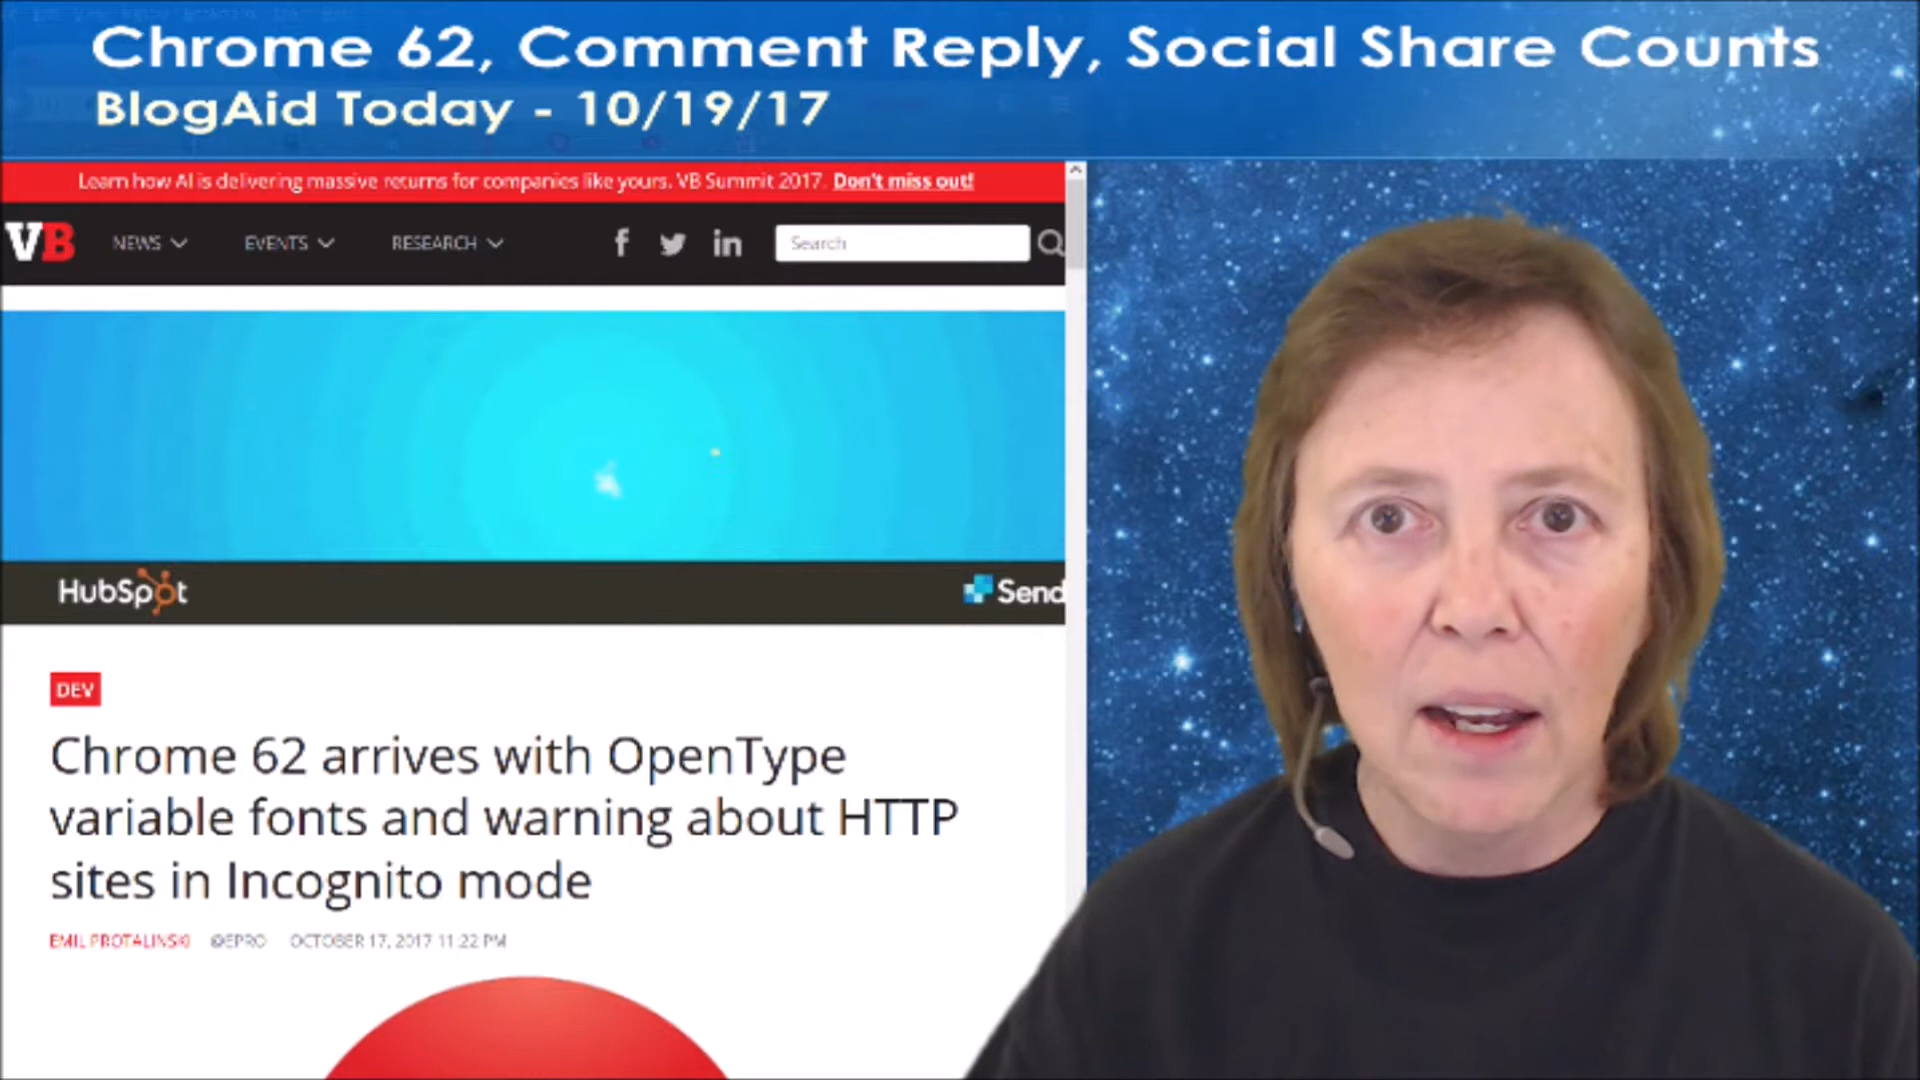 Chrome 62, Comment Reply, Social Share Counts
BlogAid Today - 10/19/17
Learn how AI is delivering massive returns for companies like yours. VB Summit 2017. Don't miss out!
VB NEWS EVENTS RESEARCH f in Search
HubSpot Send
DEV
Chrome 62 arrives with OpenType
variable fonts and warning about HTTP
sites in Incognito mode
EMIL PROTALINSKI @EPRO OCTOBER 17, 2017 11:22 PM